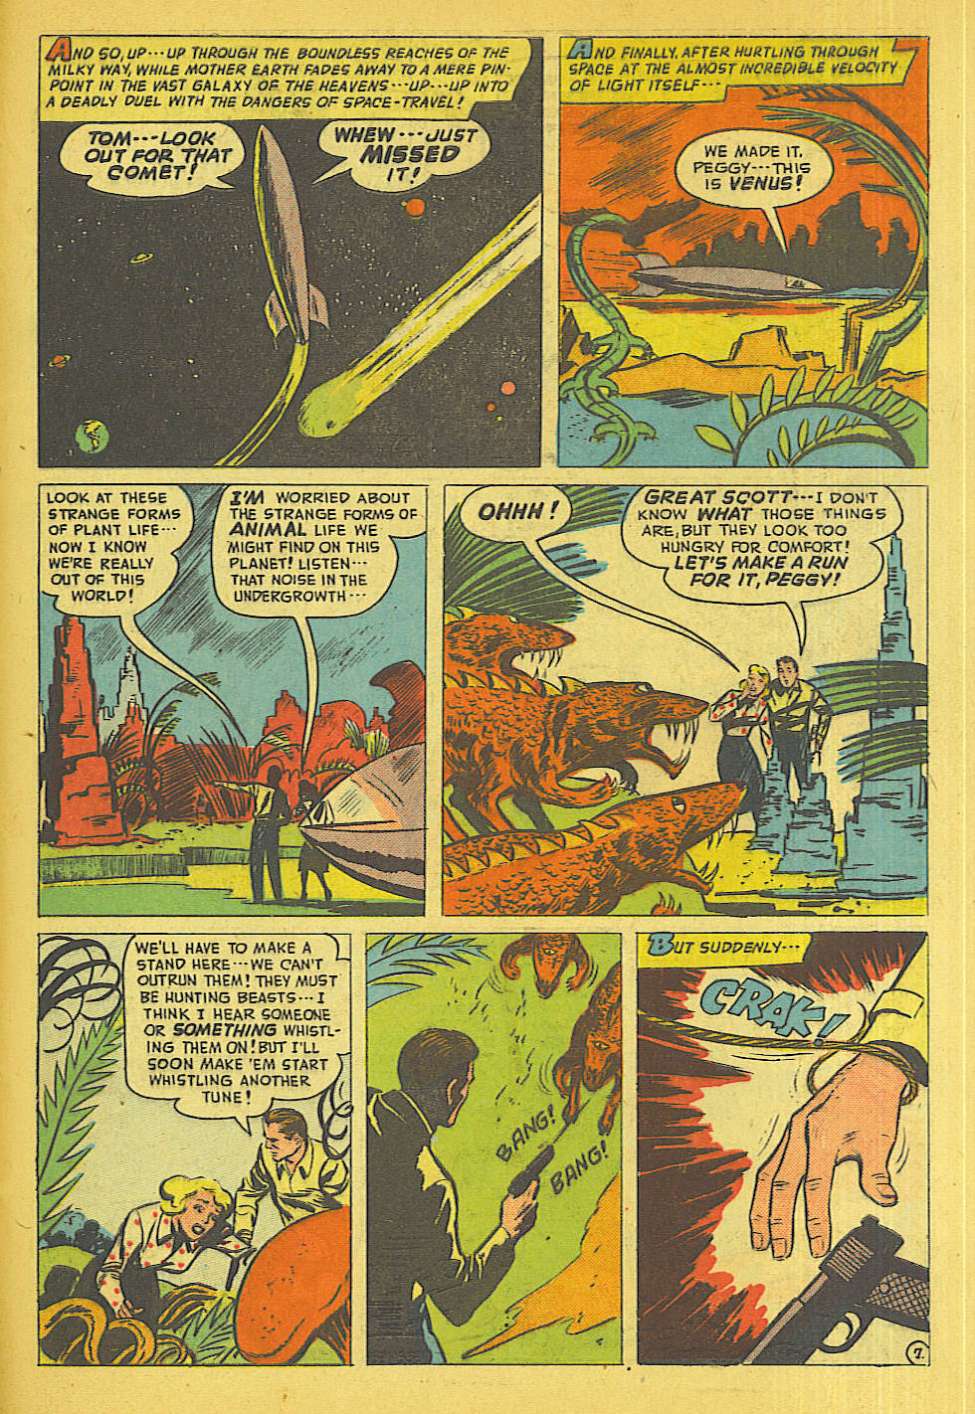 AND SO, UP---UP THROUGH THE BOUNDLESS REACHES OF THE
MILKY WAY, WHILE MOTHER EARTH FADES AWAY TO A MERE PIN-
POINT IN THE VAST GALAXY OF THE HEAVENS---UP---UP INTO
A DEADLY DUEL WITH THE DANGERS OF SPACE-TRAVEL!
TOM---LOOK
OUT FOR THAT
COMET!
WHEW---JUST
MISSED
IT!
AND FINALLY, AFTER HURTLING THROUGH
SPACE AT THE ALMOST INCREDIBLE VELOCITY
OF LIGHT ITSELF---
WE MADE IT,
PEGGY---THIS
IS VENUS!
LOOK AT THESE
STRANGE FORMS
OF PLANT LIFE---
NOW I KNOW
WE'RE REALLY
OUT OF THIS
WORLD!
I'M WORRIED ABOUT
THE STRANGE FORMS OF
ANIMAL LIFE WE
MIGHT FIND ON THIS
PLANET! LISTEN---
THAT NOISE IN THE
UNDERGROWTH---
OHHH!
GREAT SCOTT---I DON'T
KNOW WHAT THOSE THINGS
ARE, BUT THEY LOOK TOO
HUNGRY FOR COMFORT!
LET'S MAKE A RUN
FOR IT, PEGGY!
WE'LL HAVE TO MAKE A
STAND HERE---WE CAN'T
OUTRUN THEM! THEY MUST
BE HUNTING BEASTS---I
THINK I HEAR SOMEONE
OR SOMETHING WHISTL-
ING THEM ON! BUT I'LL
SOON MAKE 'EM START
WHISTLING ANOTHER
TUNE!
BANG!
BANG!
BUT SUDDENLY---
CRAK!
7.